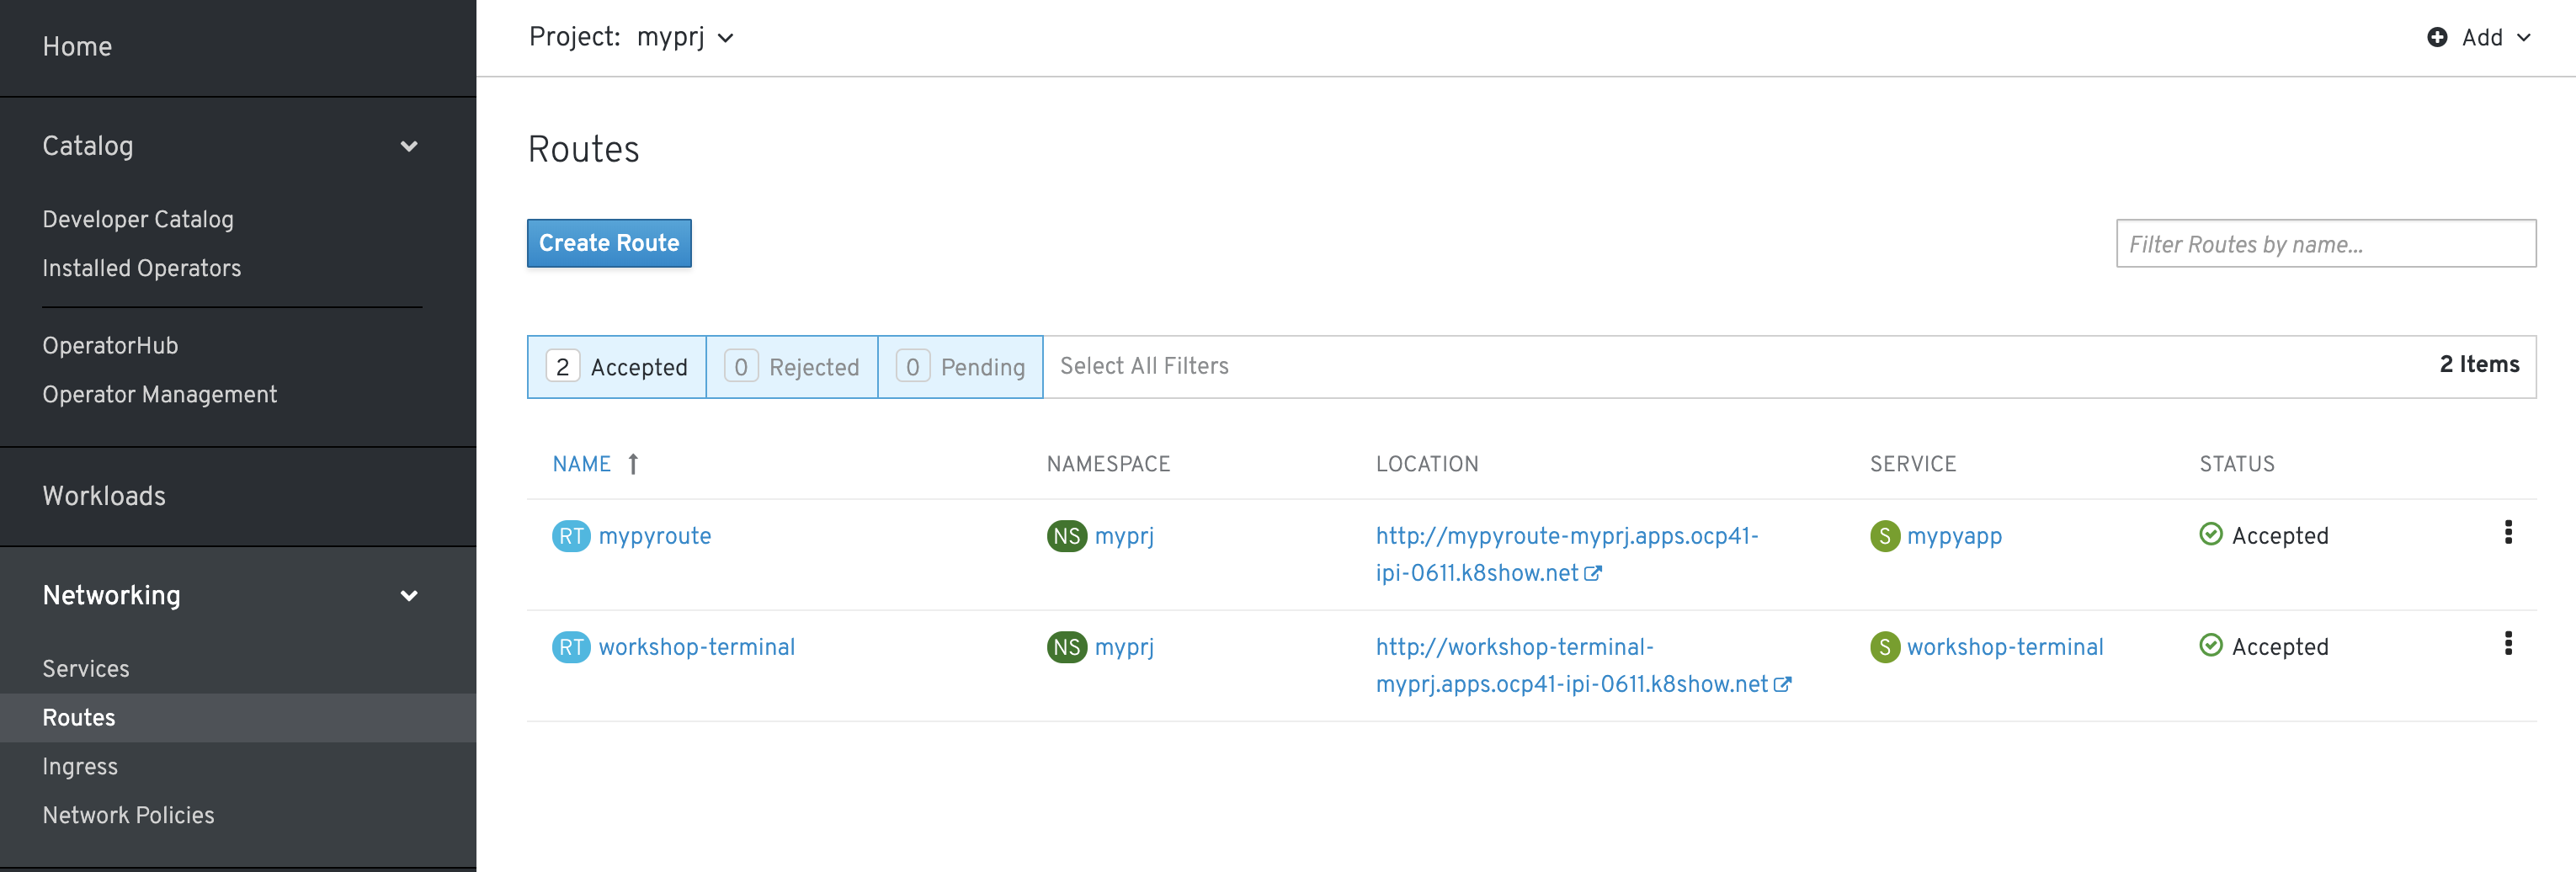 Home
Catalog
Developer Catalog
Installed Operators
OperatorHub
Operator Management
Workloads
Networking
Services
Routes
Ingress
Network Policies
Project: myprj
Add
Routes
Create Route
Filter Routes by name...
2 Accepted 0 Rejected 0 Pending Select All Filters 2 Items
NAME NAMESPACE LOCATION SERVICE STATUS
RT mypyroute NS myprj http://mypyroute-myprj.apps.ocp41- S mypyapp Accepted
ipi-0611.k8show.net
RT workshop-terminal NS myprj http://workshop-terminal- S workshop-terminal Accepted
myprj.apps.ocp41-ipi-0611.k8show.net